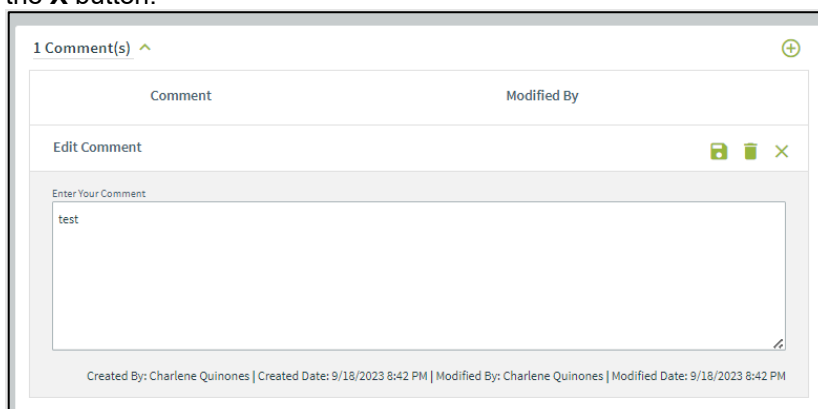 the X button.
1 Comment(s)
Comment Modified By
Edit Comment
Enter Your Comment
test
Created By: Charlene Quinones | Created Date: 9/18/2023 8:42 PM | Modified By: Charlene Quinones | Modified Date: 9/18/2023 8:42 PM